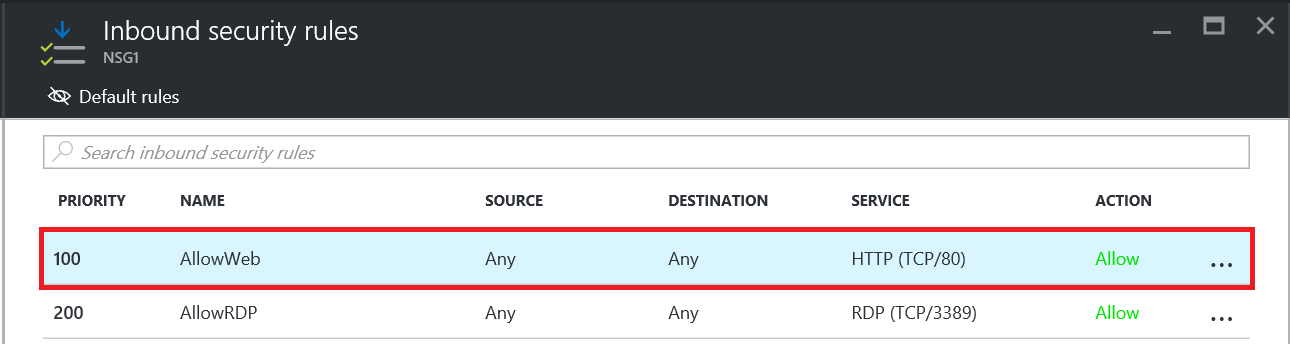 Inbound security rules
NSG1
Default rules
Search inbound security rules
PRIORITY NAME SOURCE DESTINATION SERVICE ACTION
100 AllowWeb Any Any HTTP (TCP/80) Allow ...
200 AllowRDP Any Any RDP (TCP/3389) Allow ...